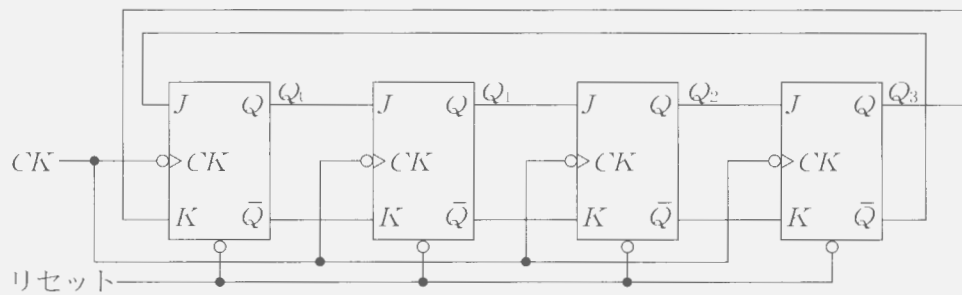 J Q Q₀ J Q Q₁ J Q Q₂ J Q Q₃
CK CK CK CK CK
K Q̄ K Q̄ K Q̄ K Q̄
リセット